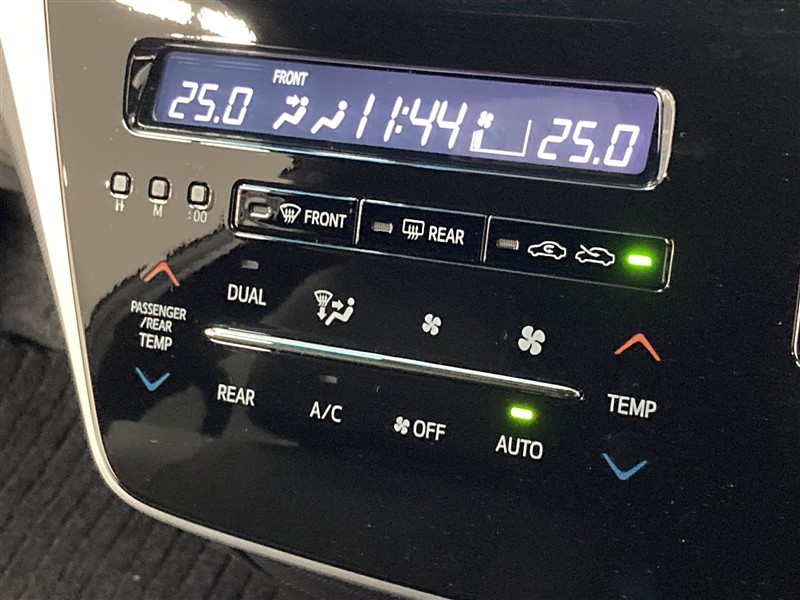 FRONT
25.0 11:44 25.0
H M :00
FRONT REAR
DUAL
PASSENGER
/REAR
TEMP
REAR A/C OFF AUTO TEMP